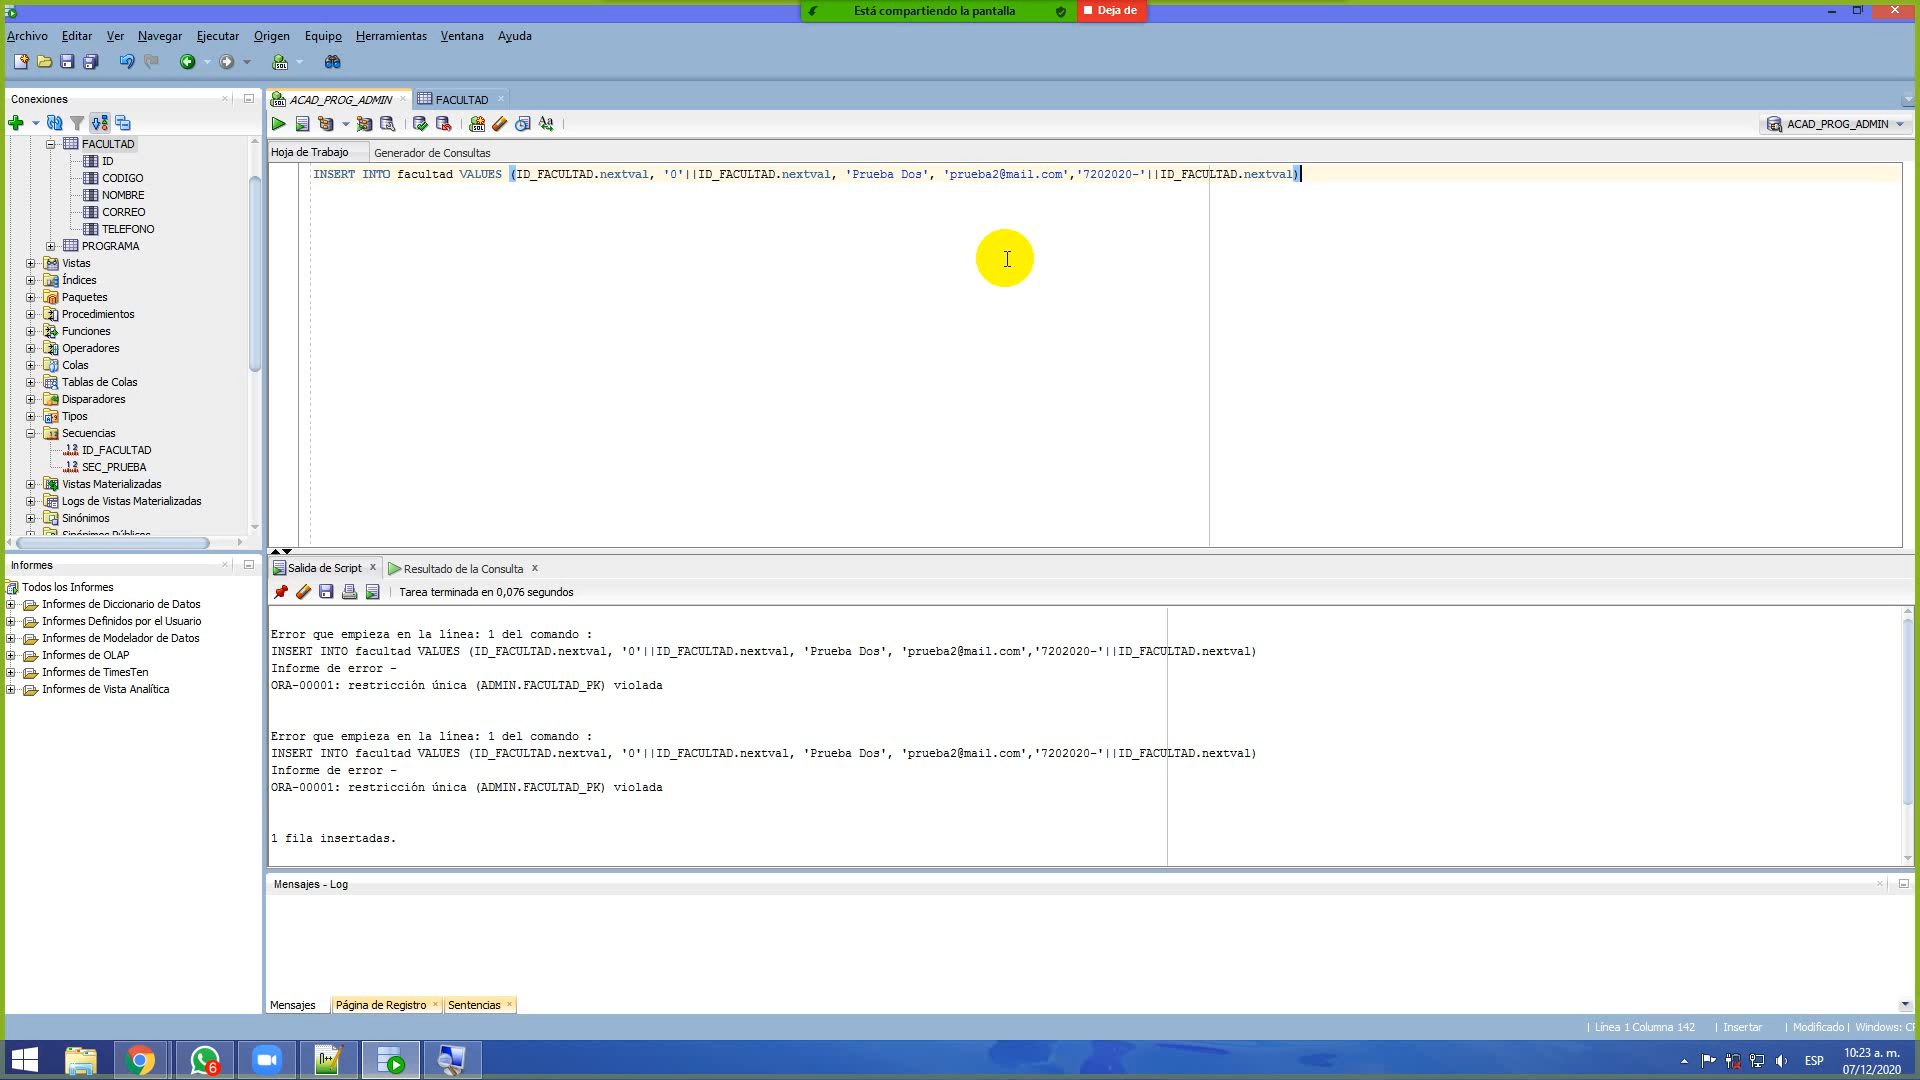 Está compartiendo la pantalla
Deja de
Archivo Editar Ver Navegar Ejecutar Origen Equipo Herramientas Ventana Ayuda
Conexiones
FACULTAD
ID
CODIGO
NOMBRE
CORREO
TELEFONO
PROGRAMA
Vistas
Índices
Paquetes
Procedimientos
Funciones
Operadores
Colas
Tablas de Colas
Disparadores
Tipos
Secuencias
ID_FACULTAD
SEC_PRUEBA
Vistas Materializadas
Logs de Vistas Materializadas
Sinónimos
Sinónimos Públicos
Informes
Todos los Informes
Informes de Diccionario de Datos
Informes Definidos por el Usuario
Informes de Modelador de Datos
Informes de OLAP
Informes de TimesTen
Informes de Vista Analítica
ACAD_PROG_ADMIN FACULTAD
ACAD_PROG_ADMIN
Hoja de Trabajo Generador de Consultas
INSERT INTO facultad VALUES (ID_FACULTAD.nextval, '0'||ID_FACULTAD.nextval, 'Prueba Dos', 'prueba2@mail.com','7202020-'||ID_FACULTAD.nextval)
Salida de Script Resultado de la Consulta
Tarea terminada en 0,076 segundos
Error que empieza en la línea: 1 del comando :
INSERT INTO facultad VALUES (ID_FACULTAD.nextval, '0'||ID_FACULTAD.nextval, 'Prueba Dos', 'prueba2@mail.com','7202020-'||ID_FACULTAD.nextval)
Informe de error -
ORA-00001: restricción única (ADMIN.FACULTAD_PK) violada
Error que empieza en la línea: 1 del comando :
INSERT INTO facultad VALUES (ID_FACULTAD.nextval, '0'||ID_FACULTAD.nextval, 'Prueba Dos', 'prueba2@mail.com','7202020-'||ID_FACULTAD.nextval)
Informe de error -
ORA-00001: restricción única (ADMIN.FACULTAD_PK) violada
1 fila insertadas.
Mensajes - Log
Mensajes Página de Registro Sentencias
Línea 1 Columna 142 | Insertar | Modificado | Windows: CF
6
ESP
10:23 a. m.
07/12/2020